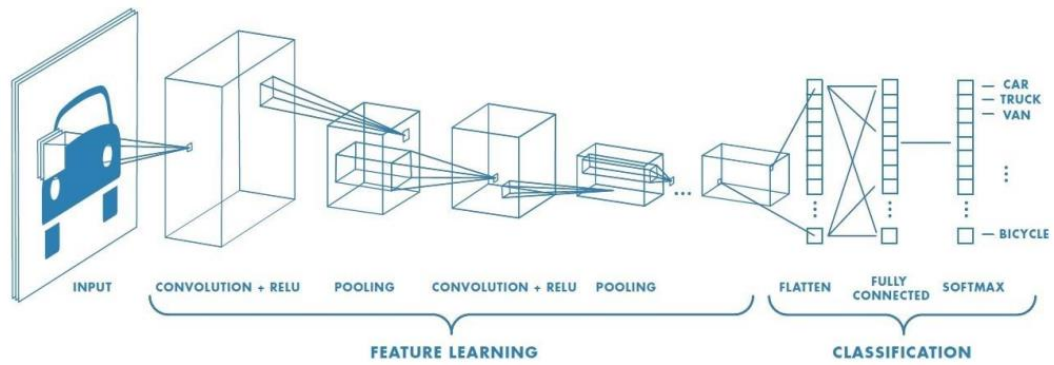 CAR
TRUCK
VAN
BICYCLE
INPUT
CONVOLUTION + RELU
POOLING
CONVOLUTION + RELU
POOLING
FLATTEN
FULLY
CONNECTED
SOFTMAX
FEATURE LEARNING
CLASSIFICATION